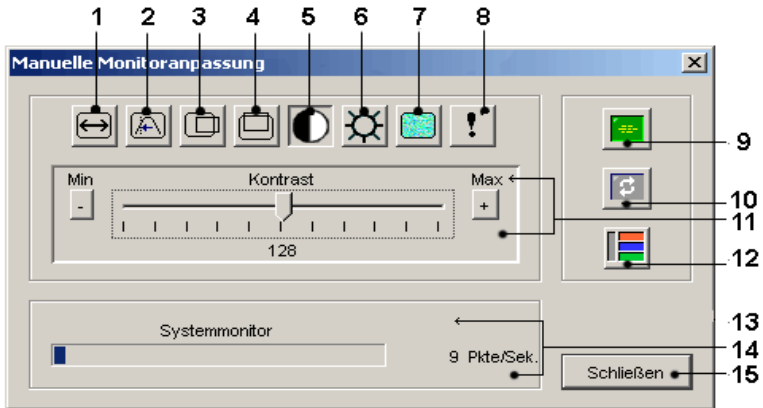 1 2 3 4 5 6 7 8
Manuelle Monitoranpassung
9
Min Kontrast Max
- +
10
11
128
12
13
Systemmonitor
9 Pkte/Sek.
14
Schließen
15